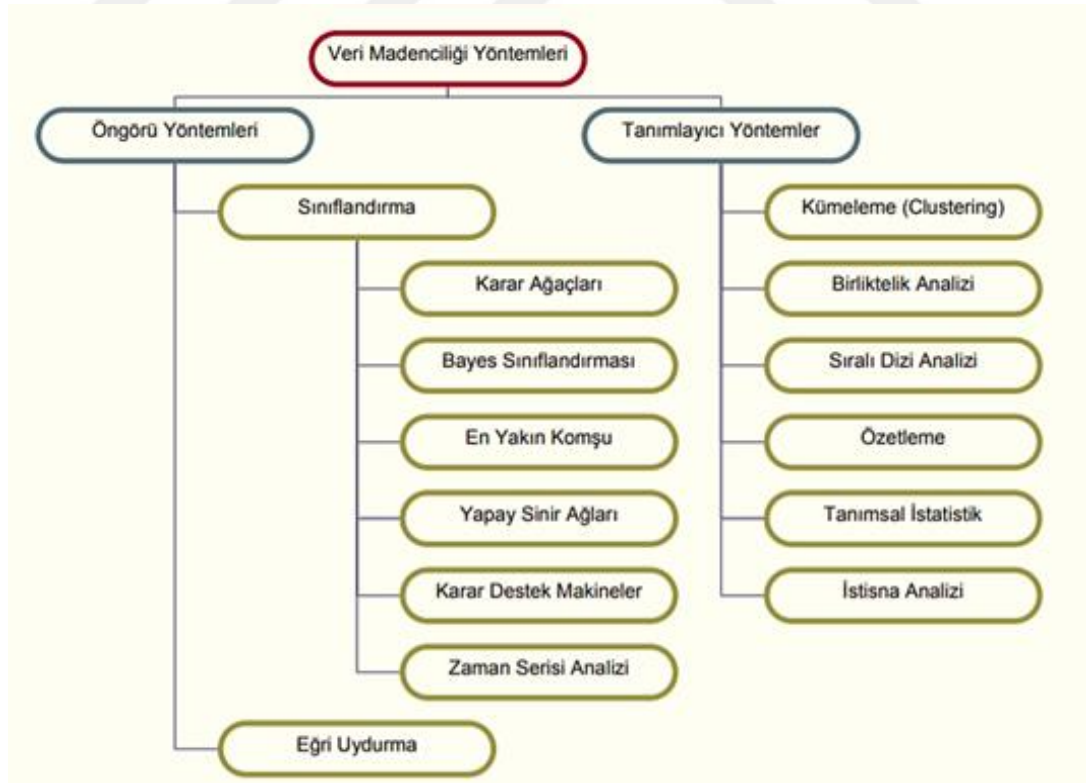 Veri Madenciliği Yöntemleri
Öngörü Yöntemleri
Sınıflandırma
Karar Ağaçları
Bayes Sınıflandırması
En Yakın Komşu
Yapay Sinir Ağları
Karar Destek Makineler
Zaman Serisi Analizi
Eğri Uydurma
Tanımlayıcı Yöntemler
Kümeleme (Clustering)
Birliktelik Analizi
Sıralı Dizi Analizi
Özetleme
Tanımsal İstatistik
İstisna Analizi